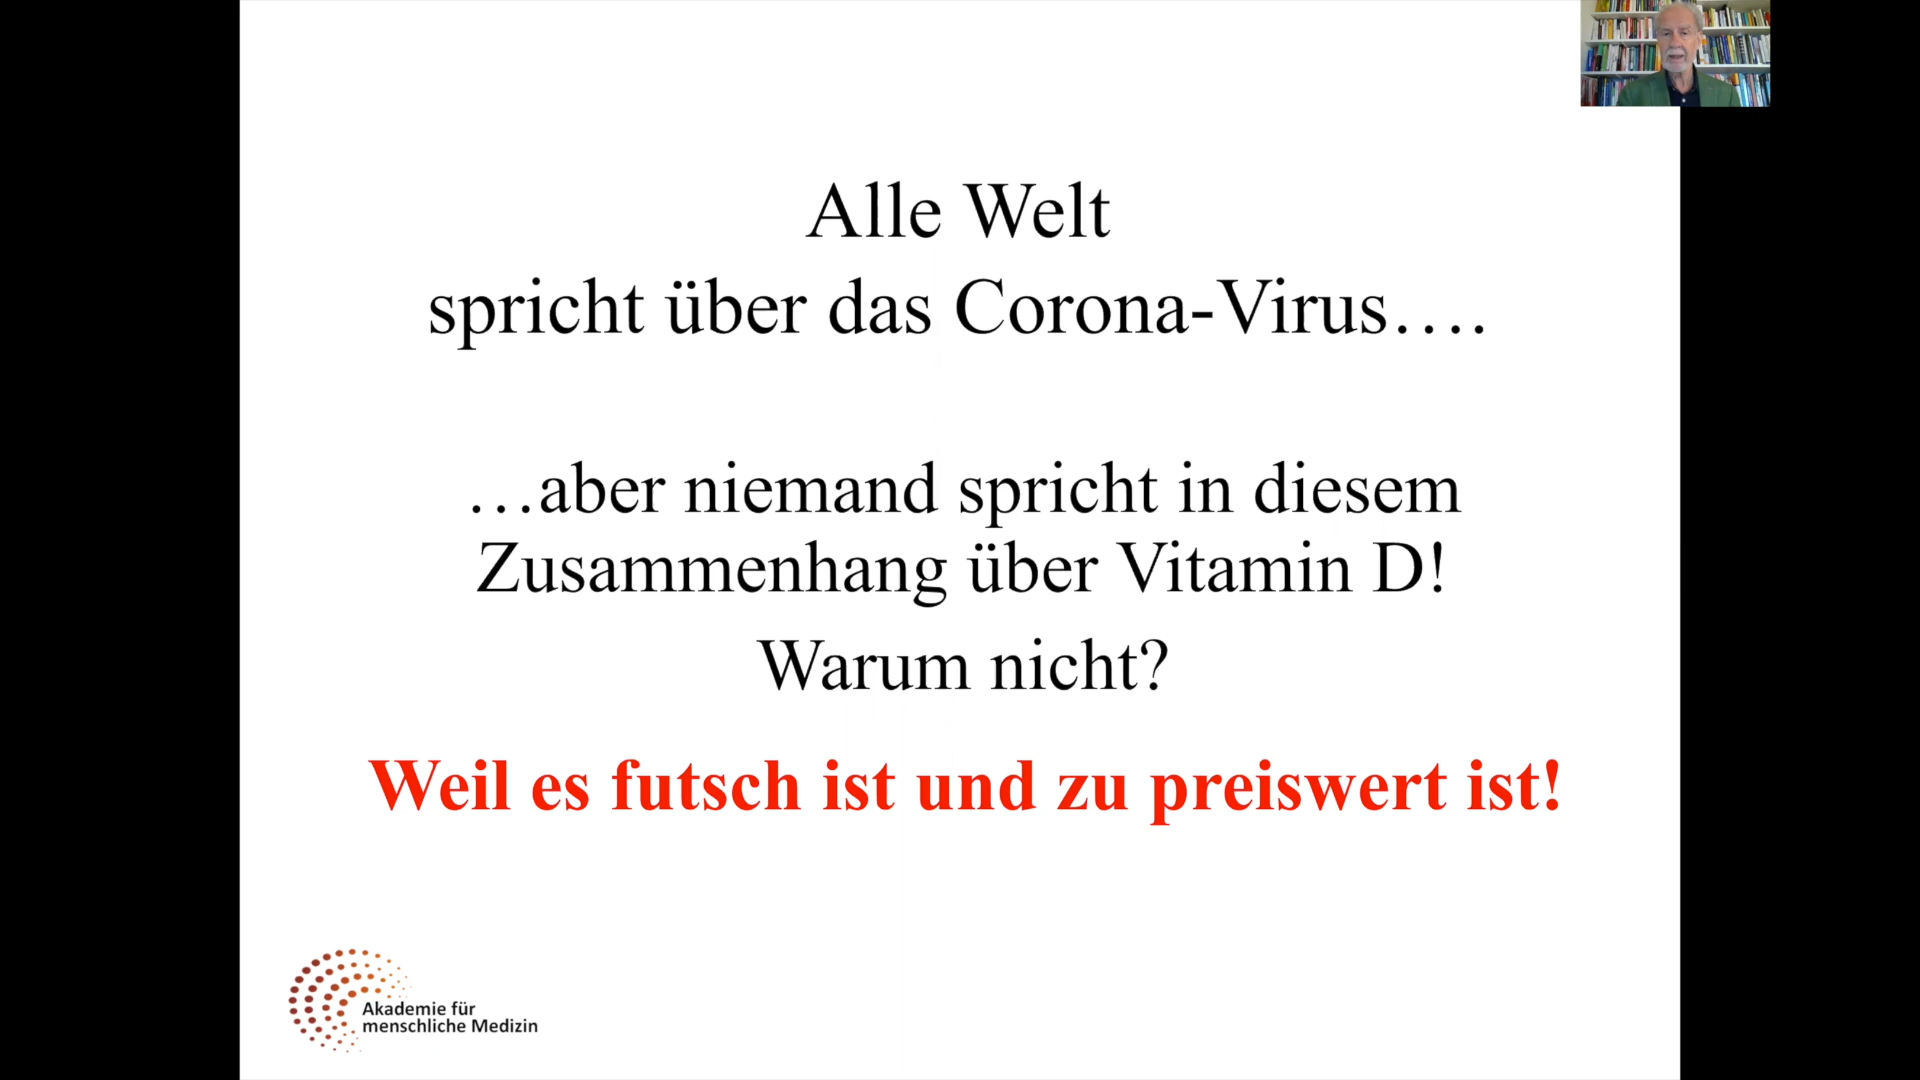 Alle Welt
spricht über das Corona-Virus….
…aber niemand spricht in diesem
Zusammenhang über Vitamin D!
Warum nicht?
Weil es futsch ist und zu preiswert ist!
Akademie für
menschliche Medizin